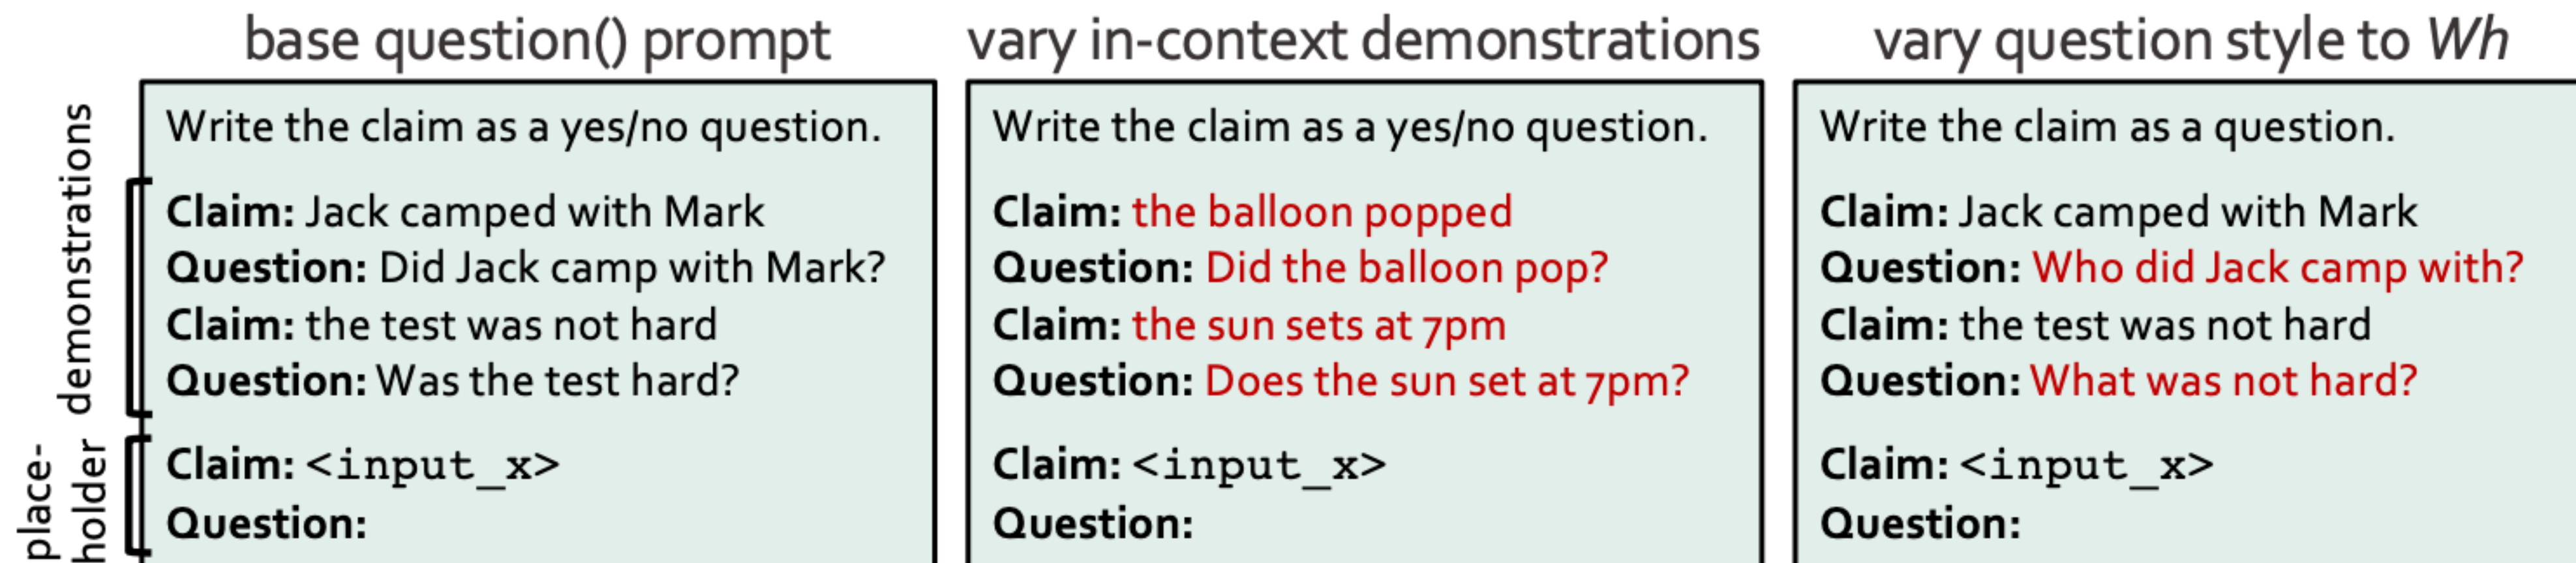 base question() prompt
demonstrations
Write the claim as a yes/no question.
Claim: Jack camped with Mark
Question: Did Jack camp with Mark?
Claim: the test was not hard
Question: Was the test hard?
place-
holder
Claim: <input_x>
Question:
vary in-context demonstrations
Write the claim as a yes/no question.
Claim: the balloon popped
Question: Did the balloon pop?
Claim: the sun sets at 7pm
Question: Does the sun set at 7pm?
Claim: <input_x>
Question:
vary question style to Wh
Write the claim as a question.
Claim: Jack camped with Mark
Question: Who did Jack camp with?
Claim: the test was not hard
Question: What was not hard?
Claim: <input_x>
Question: